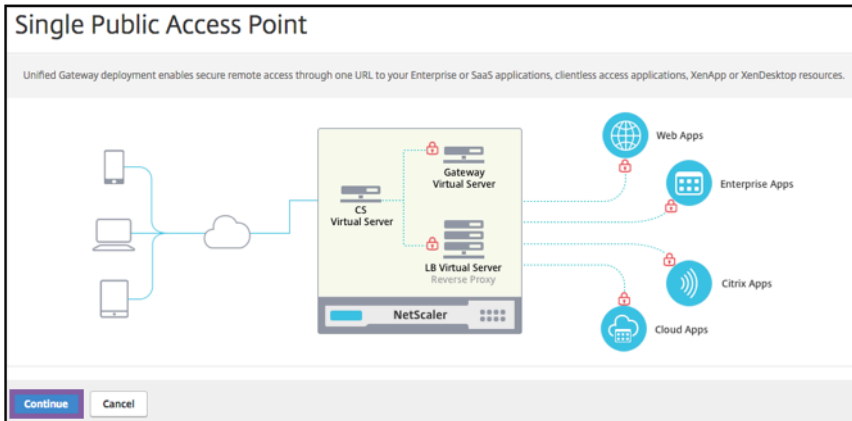 Single Public Access Point
Unified Gateway deployment enables secure remote access through one URL to your Enterprise or SaaS applications, clientless access applications, XenApp or XenDesktop resources.
Web Apps
Gateway
Virtual Server
Enterprise Apps
CS
Virtual Server
LB Virtual Server
Reverse Proxy
Citrix Apps
NetScaler
Cloud Apps
Continue
Cancel